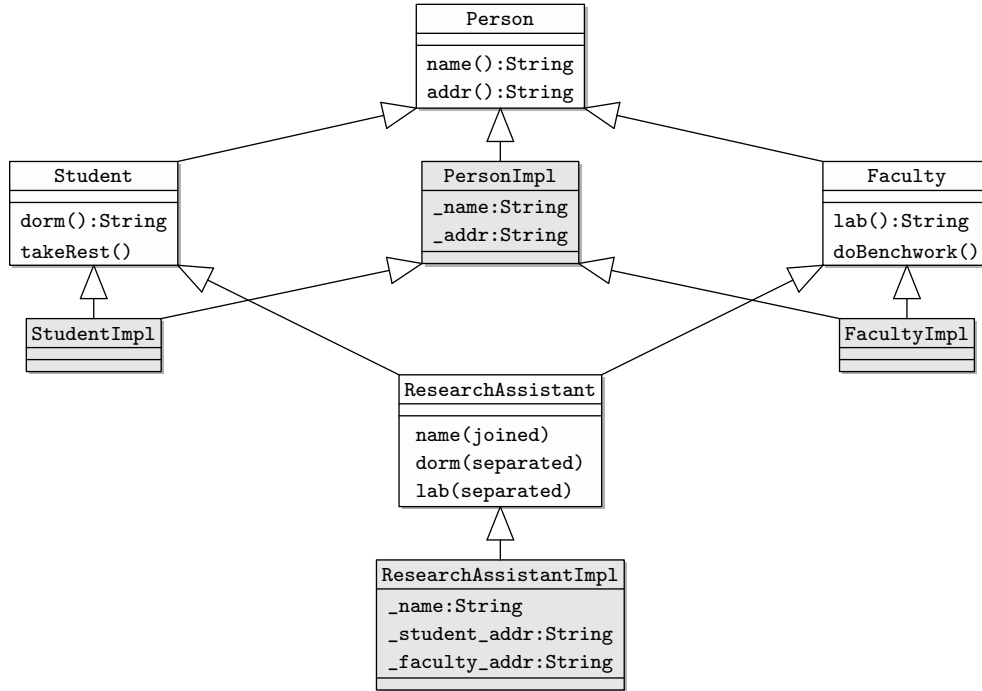 Person
name():String
addr():String
Student
dorm():String
takeRest()
PersonImpl
_name:String
_addr:String
Faculty
lab():String
doBenchwork()
StudentImpl
FacultyImpl
ResearchAssistant
name(joined)
dorm(separated)
lab(separated)
ResearchAssistantImpl
_name:String
_student_addr:String
_faculty_addr:String